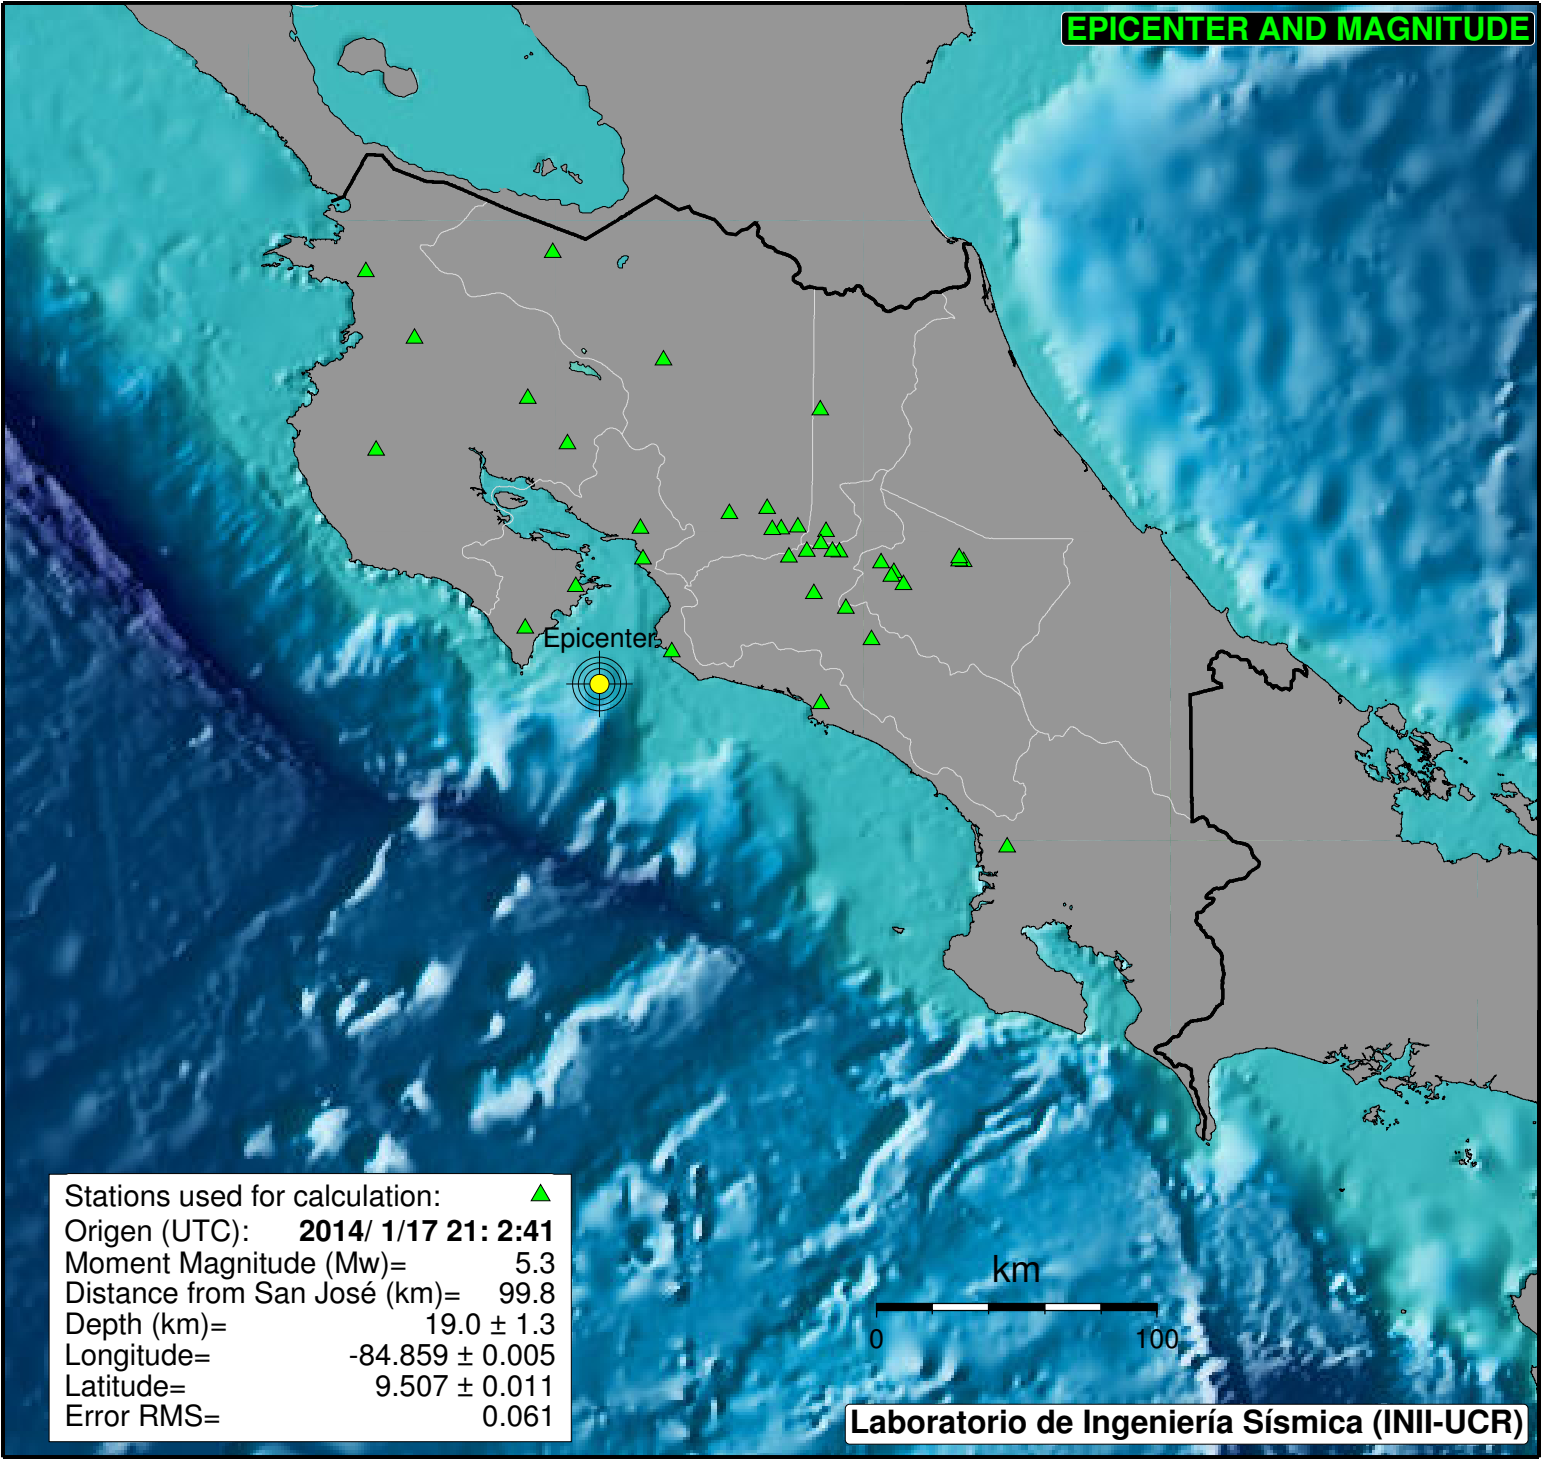 EPICENTER AND MAGNITUDE
Epicenter
Stations used for calculation:
Origen (UTC): 2014/ 1/17 21: 2:41
Moment Magnitude (Mw)= 5.3
Distance from San José (km)= 99.8
Depth (km)= 19.0 ± 1.3
Longitude= -84.859 ± 0.005
Latitude= 9.507 ± 0.011
Error RMS= 0.061
km
0 100
Laboratorio de Ingeniería Sísmica (INII-UCR)